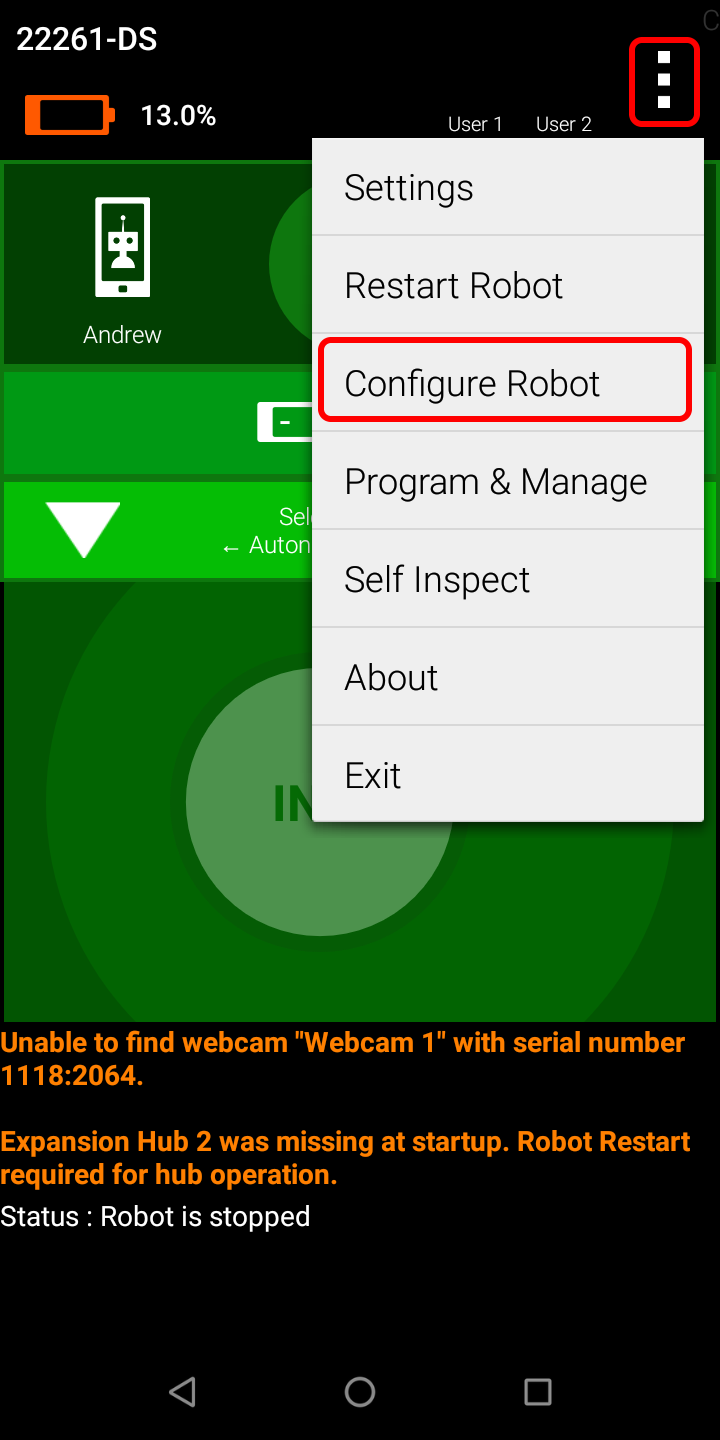 22261-DS
13.0%
User 1 User 2
Settings
Restart Robot
Andrew
Configure Robot
Program & Manage
← Auton
Self Inspect
About
Exit
Unable to find webcam "Webcam 1" with serial number
1118:2064.
Expansion Hub 2 was missing at startup. Robot Restart
required for hub operation.
Status : Robot is stopped